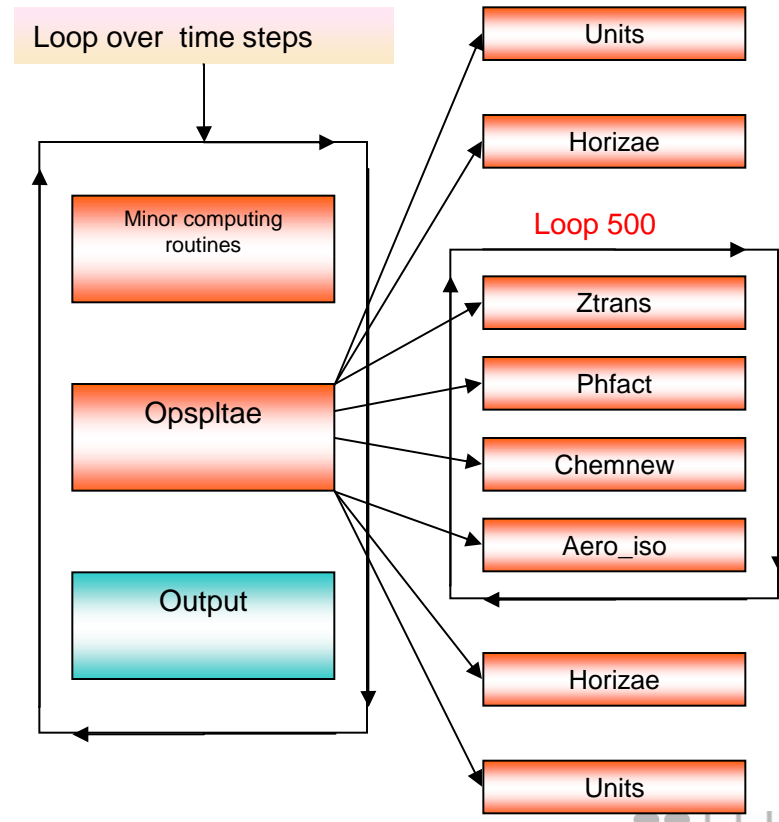 Loop over time steps
Minor computing
routines
Opspltae
Output
Units
Horizae
Loop 500
Ztrans
Phfact
Chemnew
Aero_iso
Horizae
Units